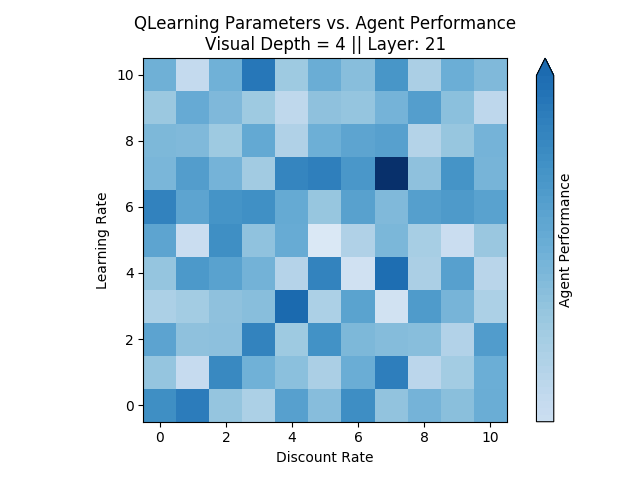 QLearning Parameters vs. Agent Performance
Visual Depth = 4 || Layer: 21
10
8
6
4
2
0
Learning Rate
0 2 4 6 8 10
Discount Rate
Agent Performance